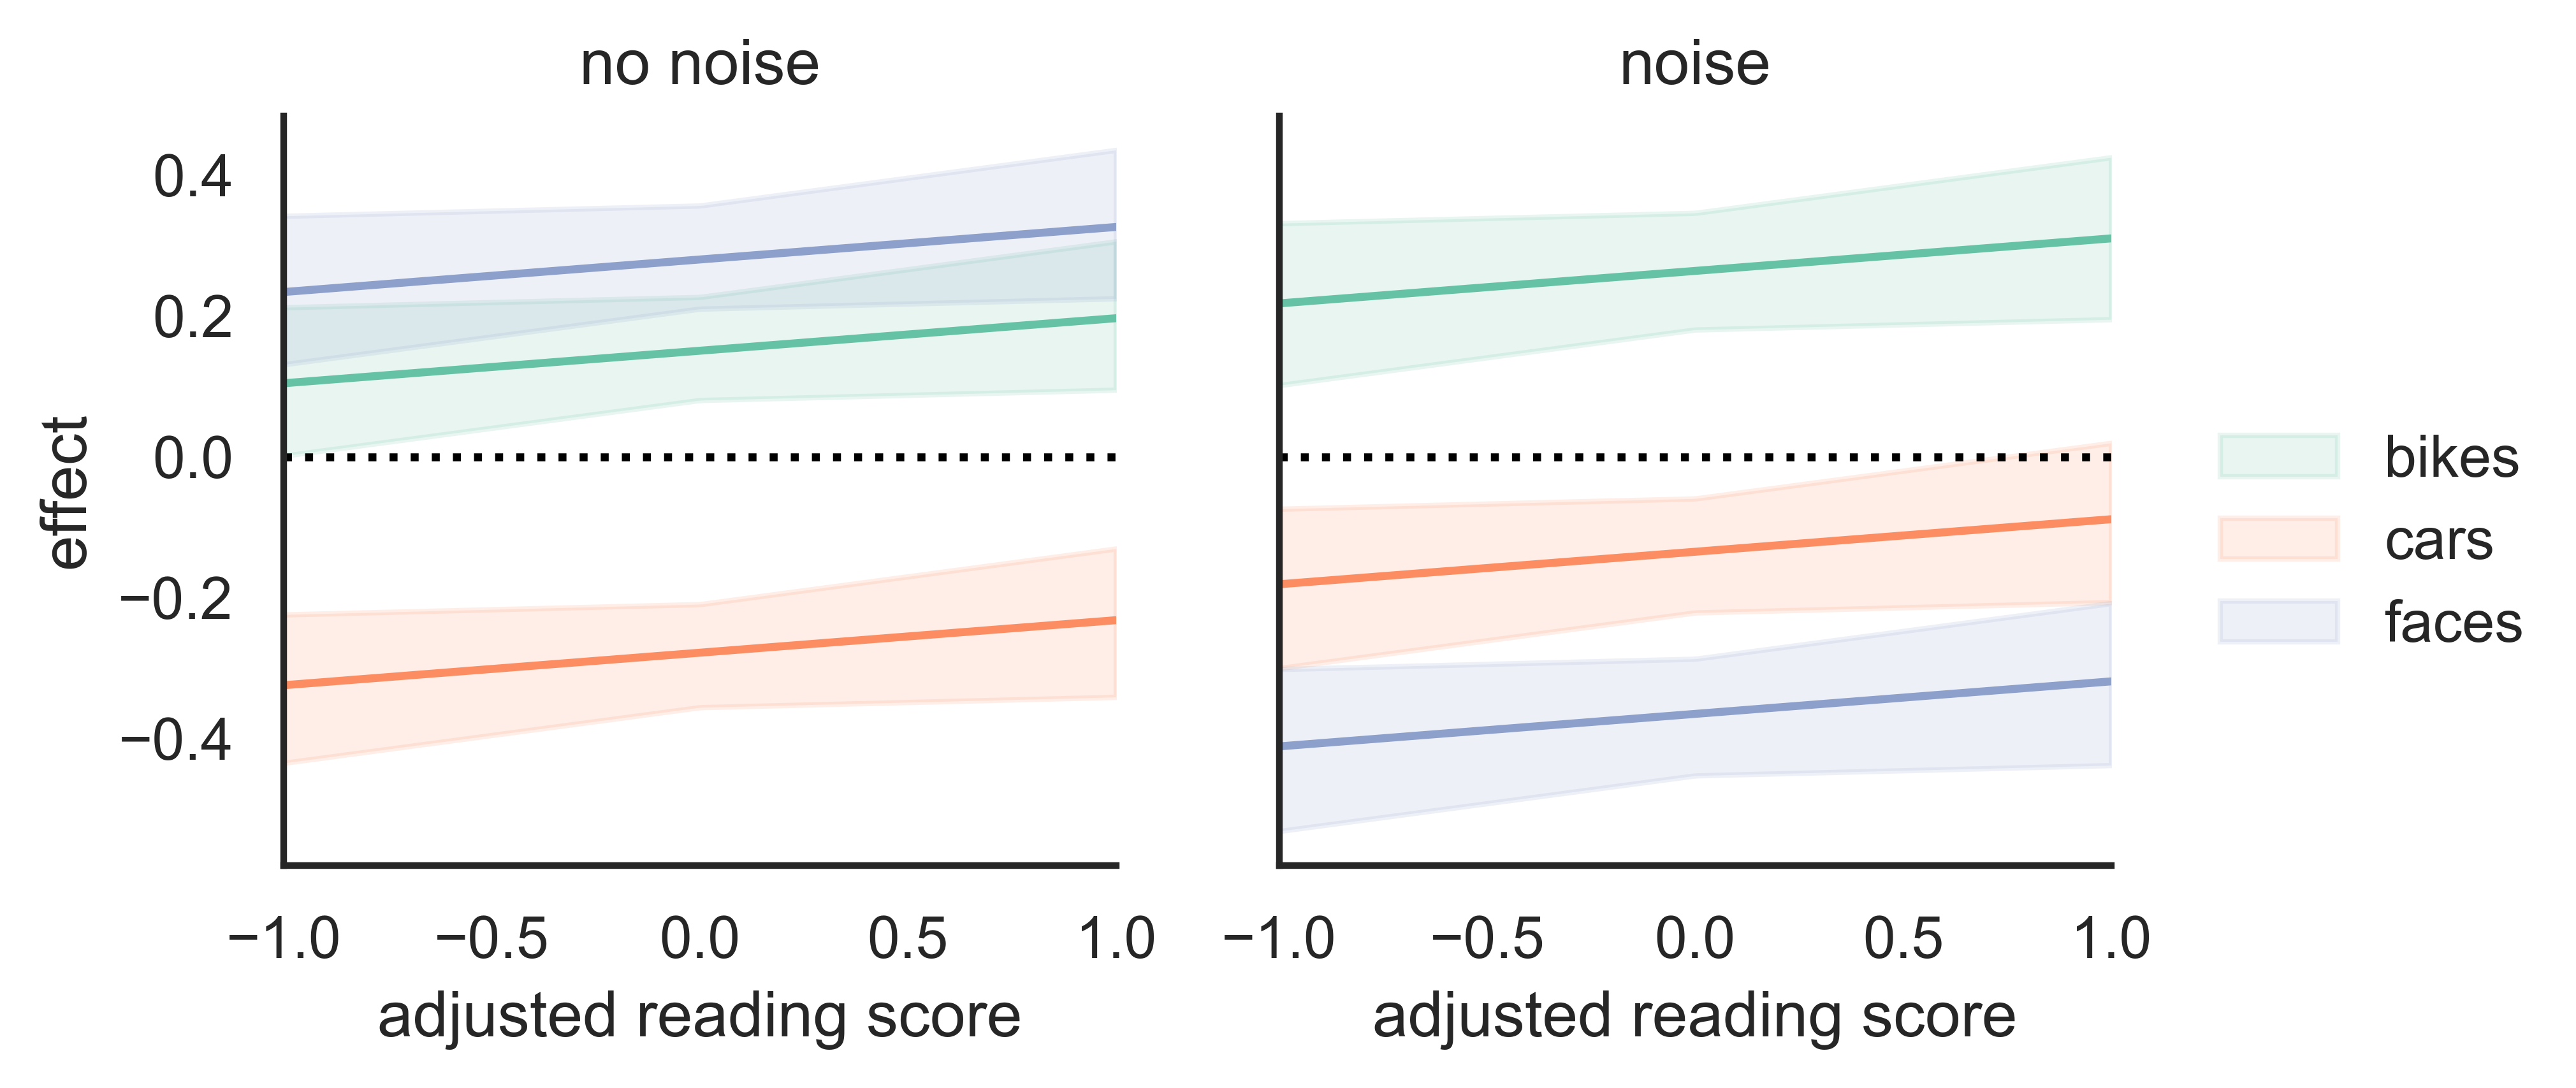 no noise
noise
effect
0.4
0.2
0.0
−0.2
−0.4
−1.0 −0.5 0.0 0.5 1.0
adjusted reading score
−1.0 −0.5 0.0 0.5 1.0
adjusted reading score
bikes
cars
faces